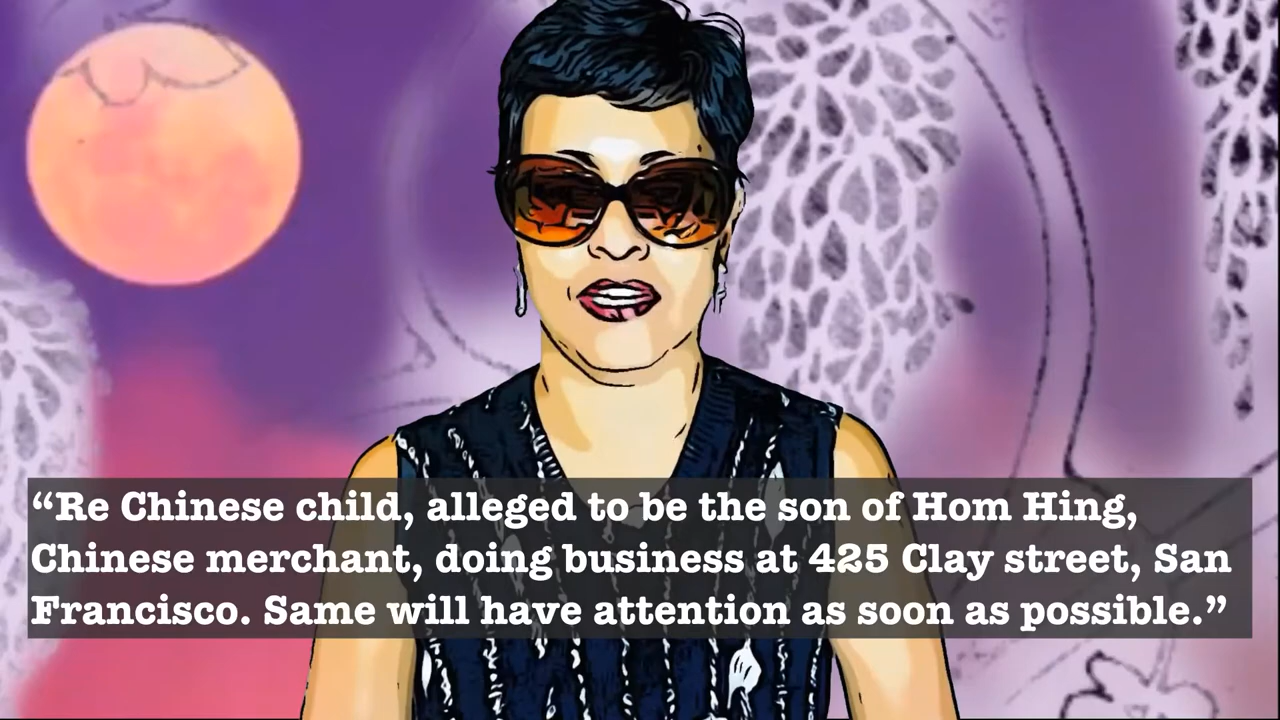 “Re Chinese child, alleged to be the son of Hom Hing,
Chinese merchant, doing business at 425 Clay street, San
Francisco. Same will have attention as soon as possible.”